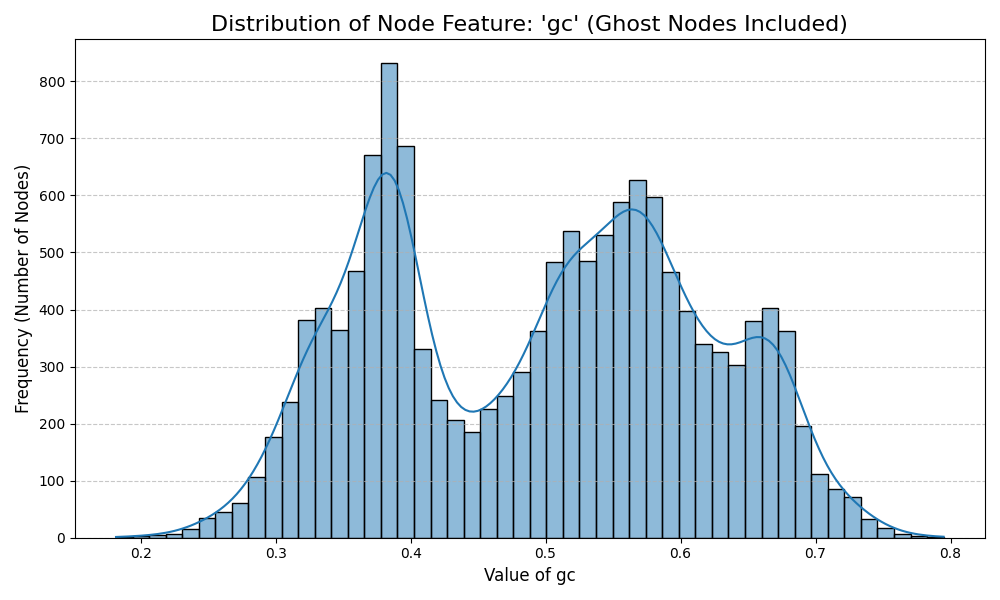 Distribution of Node Feature: 'gc' (Ghost Nodes Included)
Frequency (Number of Nodes)
800
700
600
500
400
300
200
100
0
0.2 0.3 0.4 0.5 0.6 0.7 0.8
Value of gc